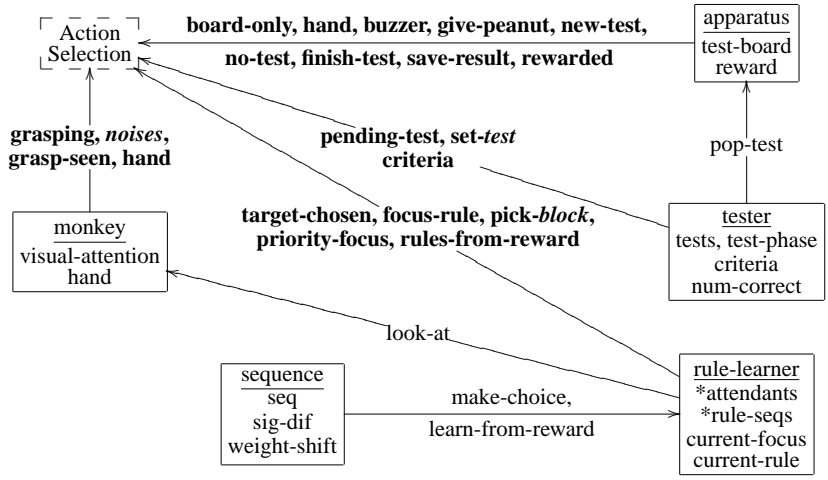 Action
Selection
board-only, hand, buzzer, give-peanut, new-test,
no-test, finish-test, save-result, rewarded
apparatus
test-board
reward
grasping, noises,
grasp-seen, hand
pending-test, set-test
criteria
pop-test
target-chosen, focus-rule, pick-block,
priority-focus, rules-from-reward
monkey
visual-attention
hand
tester
tests, test-phase
criteria
num-correct
look-at
sequence
seq
sig-dif
weight-shift
make-choice,
learn-from-reward
rule-learner
*attendants
*rule-seqs
current-focus
current-rule